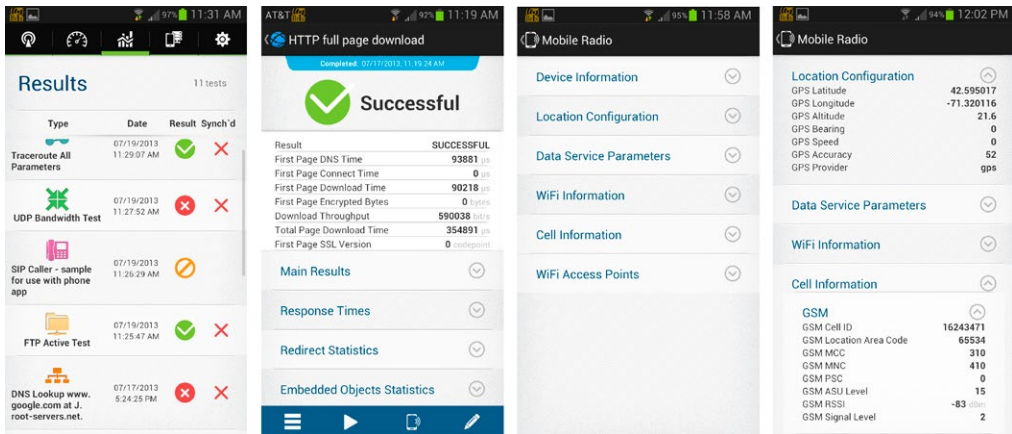 97% 11:31 AM
Results 11 tests
Type Date Result Synch'd
Traceroute All
Parameters
07/19/2013
11:29:07 AM
UDP Bandwidth Test
07/19/2013
11:27:52 AM
SIP Caller - sample
for use with phone
app
07/19/2013
11:26:29 AM
FTP Active Test
07/19/2013
11:25:47 AM
DNS Lookup www.
google.com at J.
root-servers.net.
07/17/2013
5:24:25 PM
AT&T 92% 11:19 AM
HTTP full page download
Completed: 07/17/2013, 11:19:24 AM
Successful
Result SUCCESSFUL
First Page DNS Time 93881 µs
First Page Connect Time 0 µs
First Page Download Time 90218 µs
First Page Encrypted Bytes 0 bytes
Download Throughput 590038 bit/s
Total Page Download Time 354891 µs
First Page SSL Version 0 codepoint
Main Results
Response Times
Redirect Statistics
Embedded Objects Statistics
95% 11:58 AM
Mobile Radio
Device Information
Location Configuration
Data Service Parameters
WiFi Information
Cell Information
WiFi Access Points
94% 12:02 PM
Mobile Radio
Location Configuration
GPS Latitude 42.595017
GPS Longitude -71.320116
GPS Altitude 21.6
GPS Bearing 0
GPS Speed 0
GPS Accuracy 52
GPS Provider gps
Data Service Parameters
WiFi Information
Cell Information
GSM
GSM Cell ID 16243471
GSM Location Area Code 65534
GSM MCC 310
GSM MNC 410
GSM PSC 0
GSM ASU Level 15
GSM RSSI -83 dBm
GSM Signal Level 2